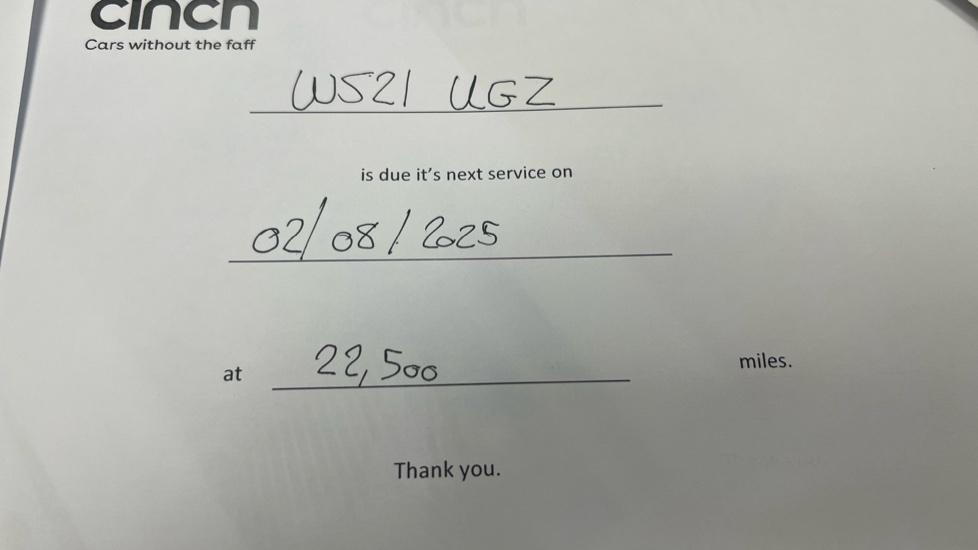 cinch
Cars without the faff
WS21 UGZ
is due it's next service on
02/08/2025
at 22,500 miles.
Thank you.